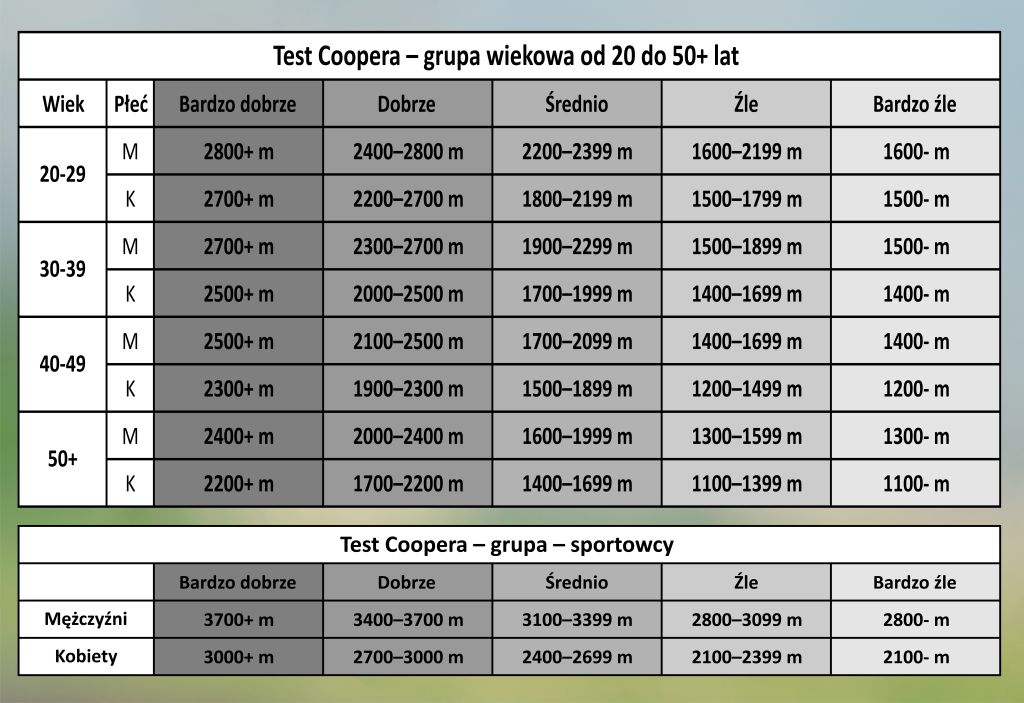 Test Coopera – grupa wiekowa od 20 do 50+ lat
Wiek Płeć Bardzo dobrze Dobrze Średnio Źle Bardzo źle
20-29 M 2800+ m 2400–2800 m 2200–2399 m 1600–2199 m 1600- m
K 2700+ m 2200–2700 m 1800–2199 m 1500–1799 m 1500- m
30-39 M 2700+ m 2300–2700 m 1900–2299 m 1500–1899 m 1500- m
K 2500+ m 2000–2500 m 1700–1999 m 1400–1699 m 1400- m
40-49 M 2500+ m 2100–2500 m 1700–2099 m 1400–1699 m 1400- m
K 2300+ m 1900–2300 m 1500–1899 m 1200–1499 m 1200- m
50+ M 2400+ m 2000–2400 m 1600–1999 m 1300–1599 m 1300- m
K 2200+ m 1700–2200 m 1400–1699 m 1100–1399 m 1100- m
Test Coopera – grupa – sportowcy
Bardzo dobrze Dobrze Średnio Źle Bardzo źle
Mężczyźni 3700+ m 3400–3700 m 3100–3399 m 2800–3099 m 2800- m
Kobiety 3000+ m 2700–3000 m 2400–2699 m 2100–2399 m 2100- m